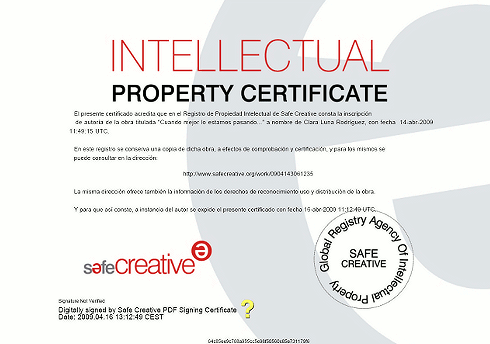 INTELLECTUAL
PROPERTY CERTIFICATE
El presente certificado acredita que en el Registro de Propiedad Intelectual de Safe Creative consta la inscripción
de autoría de la obra titulada "Cuando mejor lo estamos pasando..." a nombre de Clara Luna Rodríguez, con fecha 14-abr-2009
11:49:15 UTC.
En este registro se conserva una copia de dicha obra, a efectos de comprobación y certificación, y para los mismos se
puede consultar en la dirección:
http://www.safecreative.org/work/0904143061235
La misma dirección ofrece también la información de los derechos de reconocimiento uso y distribución de la obra.
Y para que así conste, a instancia del autor se expide el presente certificado con fecha 16-abr-2009 11:12:49 UTC.
safecreative
Global Registry Agency Of Intellectual Property
SAFE
CREATIVE
Signature Not Verified
Digitally signed by Safe Creative PDF Signing Certificate
Date: 2009.04.16 13:12:49 CEST
?